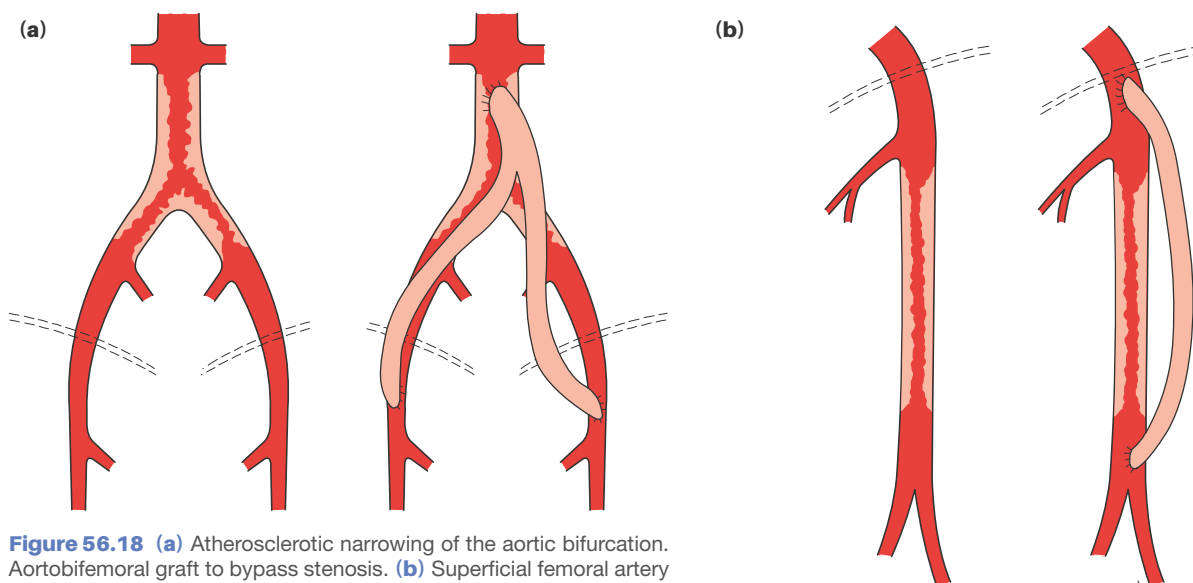 (a)
(b)
Figure 56.18 (a) Atherosclerotic narrowing of the aortic bifurcation.
Aortobifemoral graft to bypass stenosis. (b) Superficial femoral artery